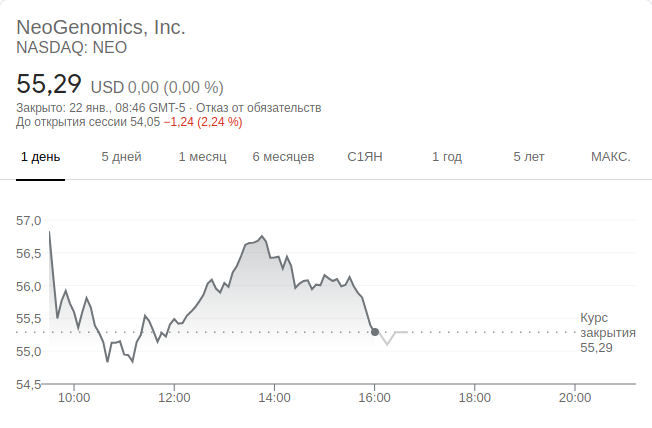 NeoGenomics, Inc.
NASDAQ: NEO
55,29 USD 0,00 (0,00 %)
Закрыто: 22 янв., 08:46 GMT-5 · Отказ от обязательств
До открытия сессии 54,05 −1,24 (2,24 %)
1 день 5 дней 1 месяц 6 месяцев С1ЯН 1 год 5 лет МАКС.
57,0
56,5
56,0
55,5
Курс
закрытия
55,29
55,0
54,5
10:00 12:00 14:00 16:00 18:00 20:00